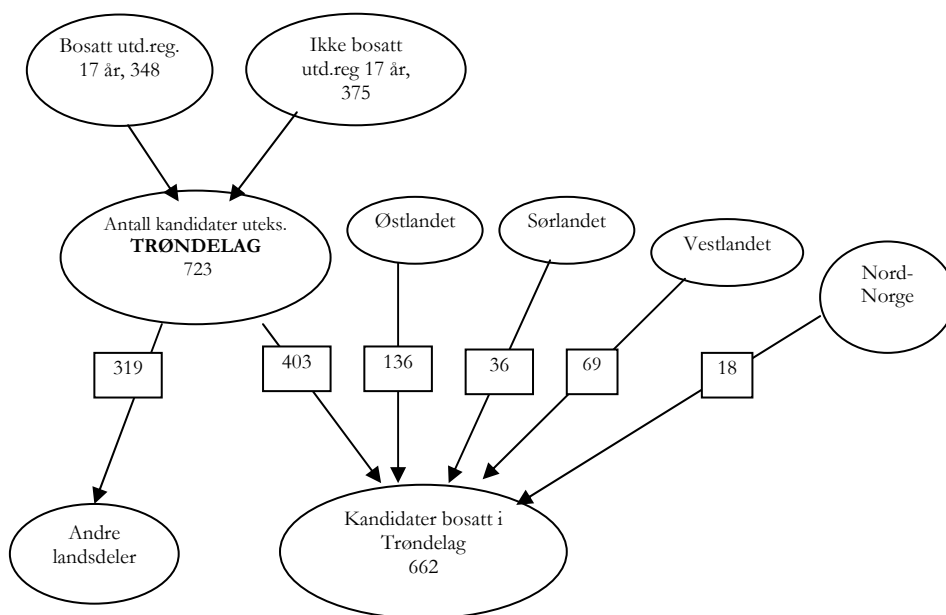 Bosatt utd.reg.
17 år, 348
Ikke bosatt
utd.reg 17 år,
375
Antall kandidater uteks.
TRØNDELAG
723
Østlandet
Sørlandet
Vestlandet
Nord-
Norge
319
403
136
36
69
18
Andre
landsdeler
Kandidater bosatt i
Trøndelag
662